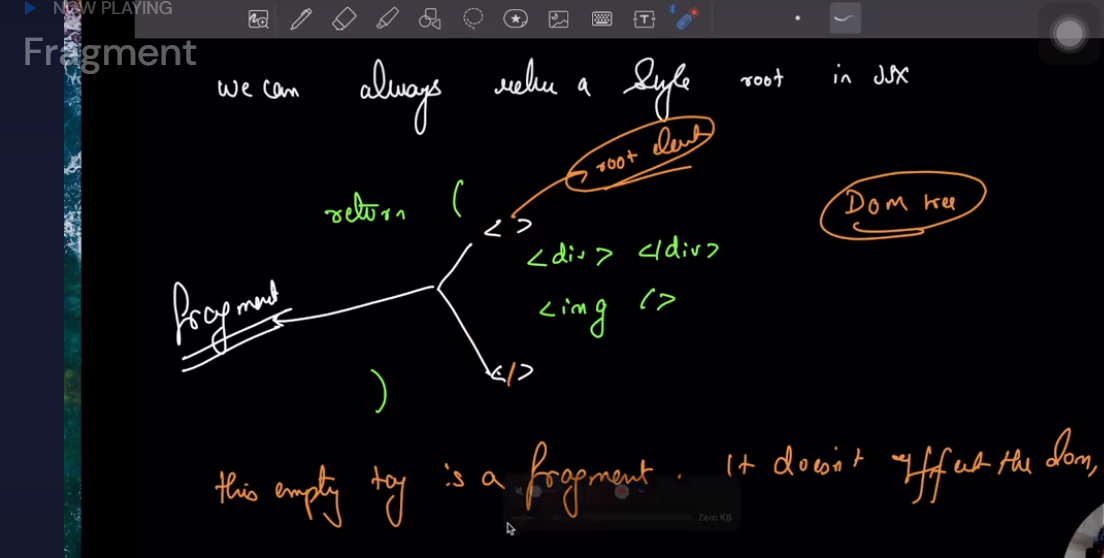 NOW PLAYING
Fragment
we can always return a Single root in JSX
root element
return (
< >
Dom tree
<div> </div>
fragment
<img />
</>
)
this empty tag is a fragment. It doesn't effect the dom,
Zero KB